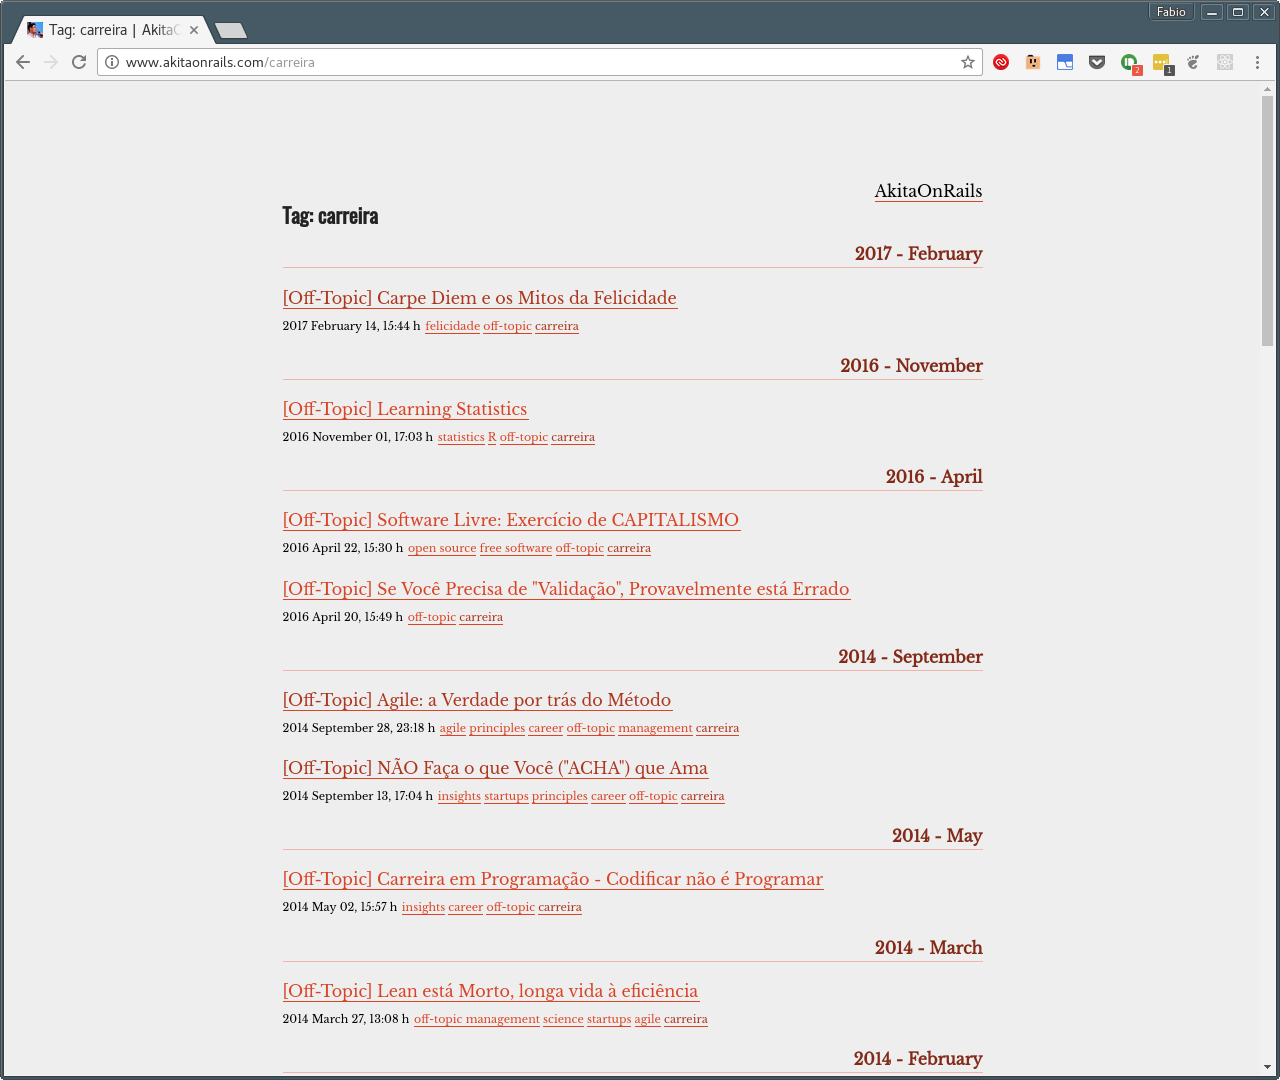 Fabio
Tag: carreira | AkitaO
www.akitaonrails.com/carreira
2
1
AkitaOnRails
Tag: carreira
2017 - February
[Off-Topic] Carpe Diem e os Mitos da Felicidade
2017 February 14, 15:44 h felicidade off-topic carreira
2016 - November
[Off-Topic] Learning Statistics
2016 November 01, 17:03 h statistics R off-topic carreira
2016 - April
[Off-Topic] Software Livre: Exercício de CAPITALISMO
2016 April 22, 15:30 h open source free software off-topic carreira
[Off-Topic] Se Você Precisa de "Validação", Provavelmente está Errado
2016 April 20, 15:49 h off-topic carreira
2014 - September
[Off-Topic] Agile: a Verdade por trás do Método
2014 September 28, 23:18 h agile principles career off-topic management carreira
[Off-Topic] NÃO Faça o que Você ("ACHA") que Ama
2014 September 13, 17:04 h insights startups principles career off-topic carreira
2014 - May
[Off-Topic] Carreira em Programação - Codificar não é Programar
2014 May 02, 15:57 h insights career off-topic carreira
2014 - March
[Off-Topic] Lean está Morto, longa vida à eficiência
2014 March 27, 13:08 h off-topic management science startups agile carreira
2014 - February